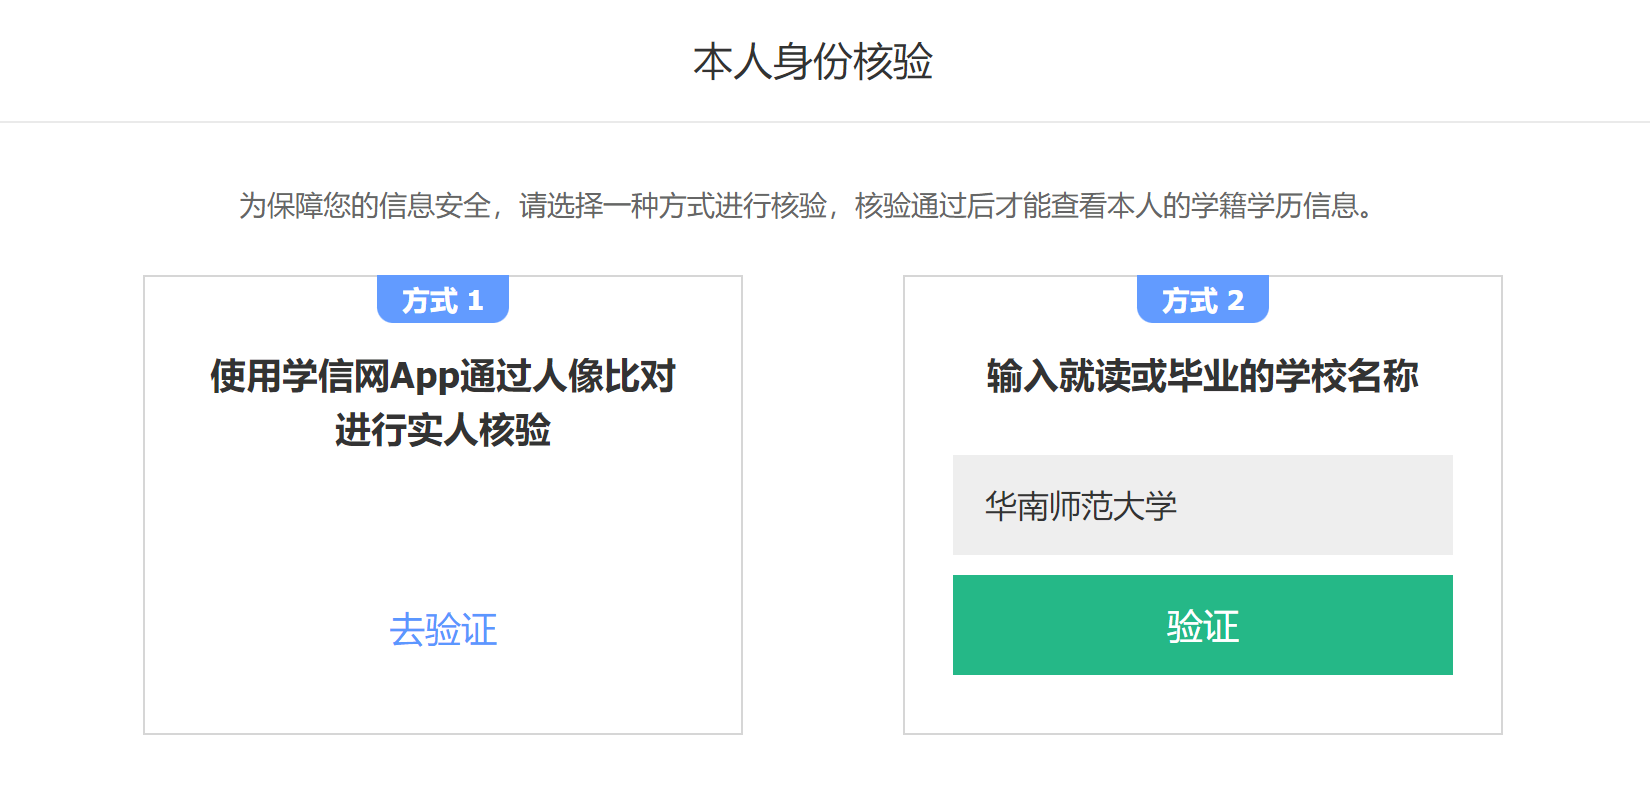 本人身份核验
为保障您的信息安全，请选择一种方式进行核验，核验通过后才能查看本人的学籍学历信息。
方式 1
使用学信网App通过人像比对
进行实人核验
去验证
方式 2
输入就读或毕业的学校名称
华南师范大学
验证